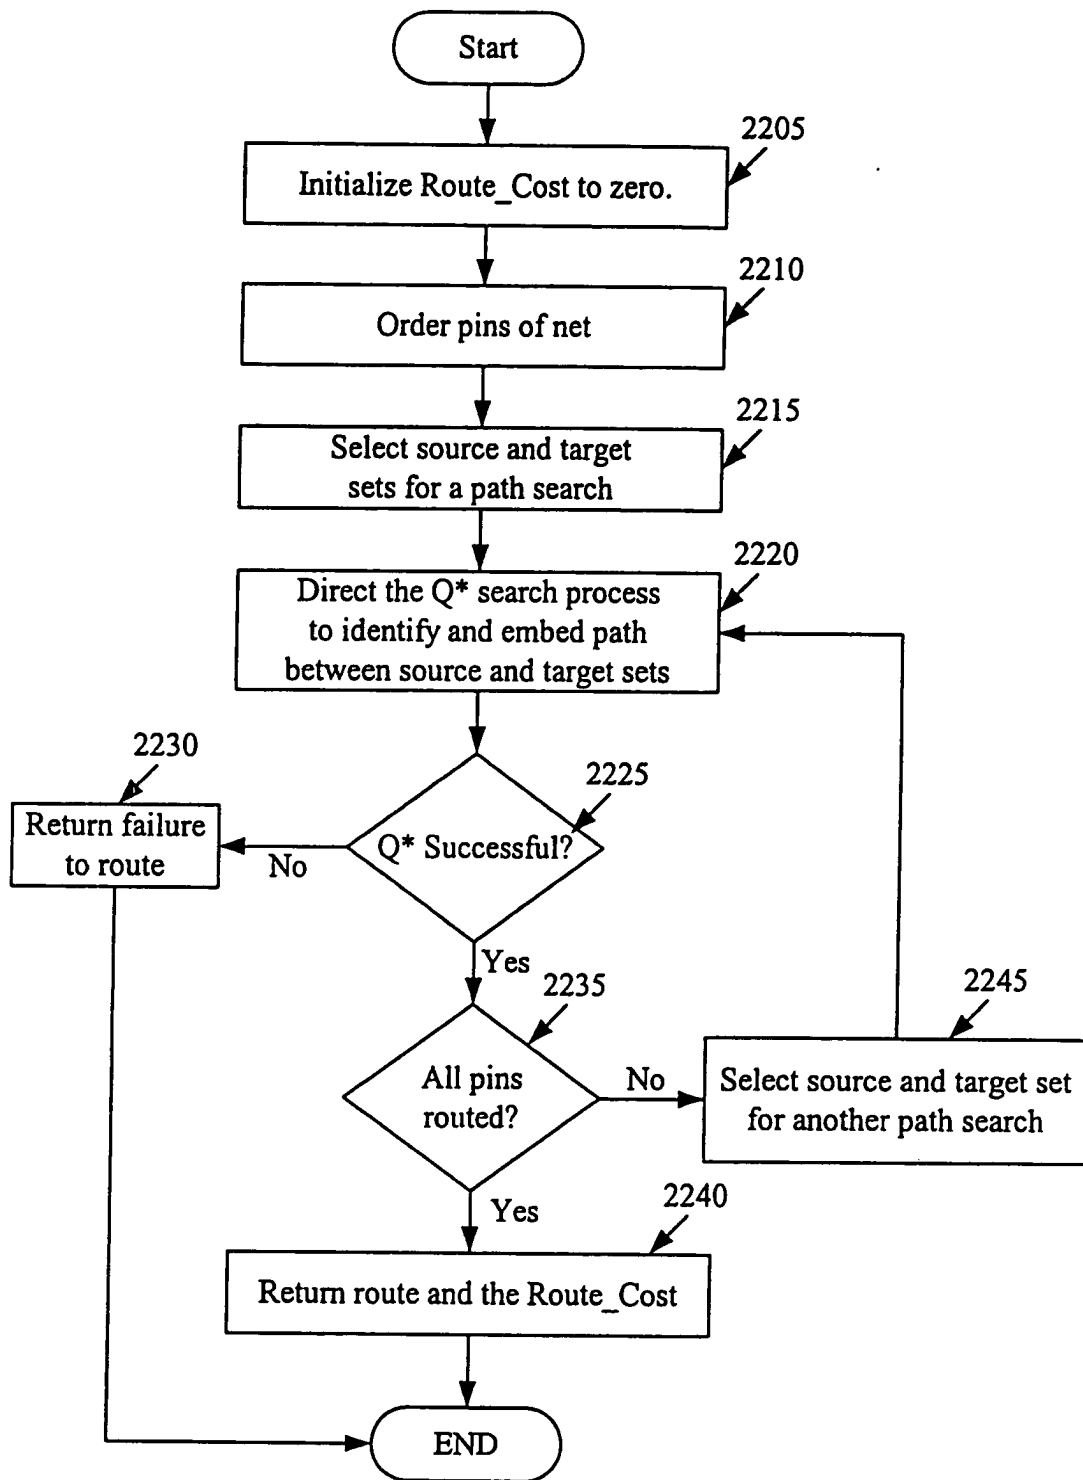 Start
2205
Initialize Route_Cost to zero.
2210
Order pins of net
2215
Select source and target
sets for a path search
2220
Direct the Q* search process
to identify and embed path
between source and target sets
2230
2225
Return failure
to route
No
Q* Successful?
Yes
2235
2245
All pins
routed?
No
Select source and target set
for another path search
Yes
2240
Return route and the Route_Cost
END